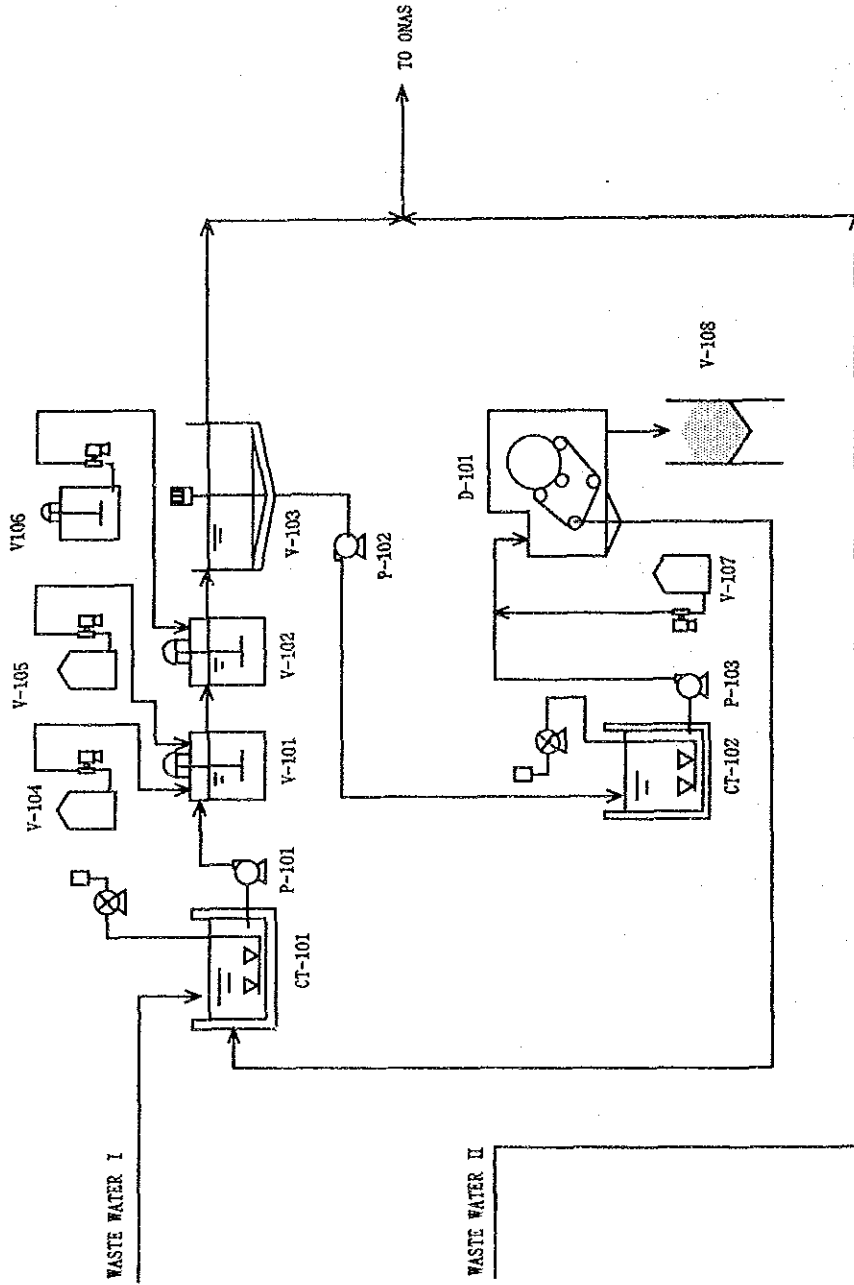 WASTE WATER I
CT-101
P-101
V-104
V-101
V-105
V-102
V106
V-103
P-102
TO ONAS
WASTE WATER II
CT-102
P-103
V-107
D-101
V-108